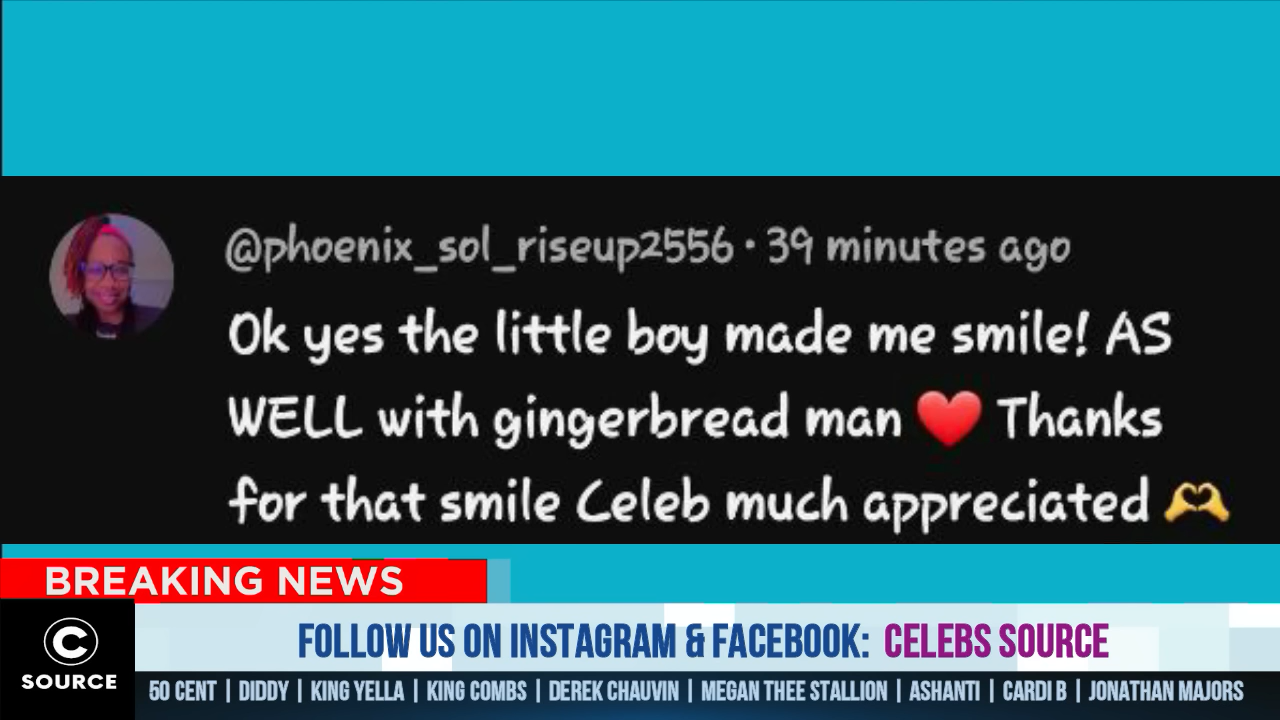 @phoenix_sol_riseup2556 • 39 minutes ago
Ok yes the little boy made me smile! AS
WELL with gingerbread man ❤️ Thanks
for that smile Celeb much appreciated 🫶
BREAKING NEWS
FOLLOW US ON INSTAGRAM & FACEBOOK: CELEBS SOURCE
C
SOURCE
50 CENT | DIDDY | KING YELLA | KING COMBS | DEREK CHAUVIN | MEGAN THEE STALLION | ASHANTI | CARDI B | JONATHAN MAJORS